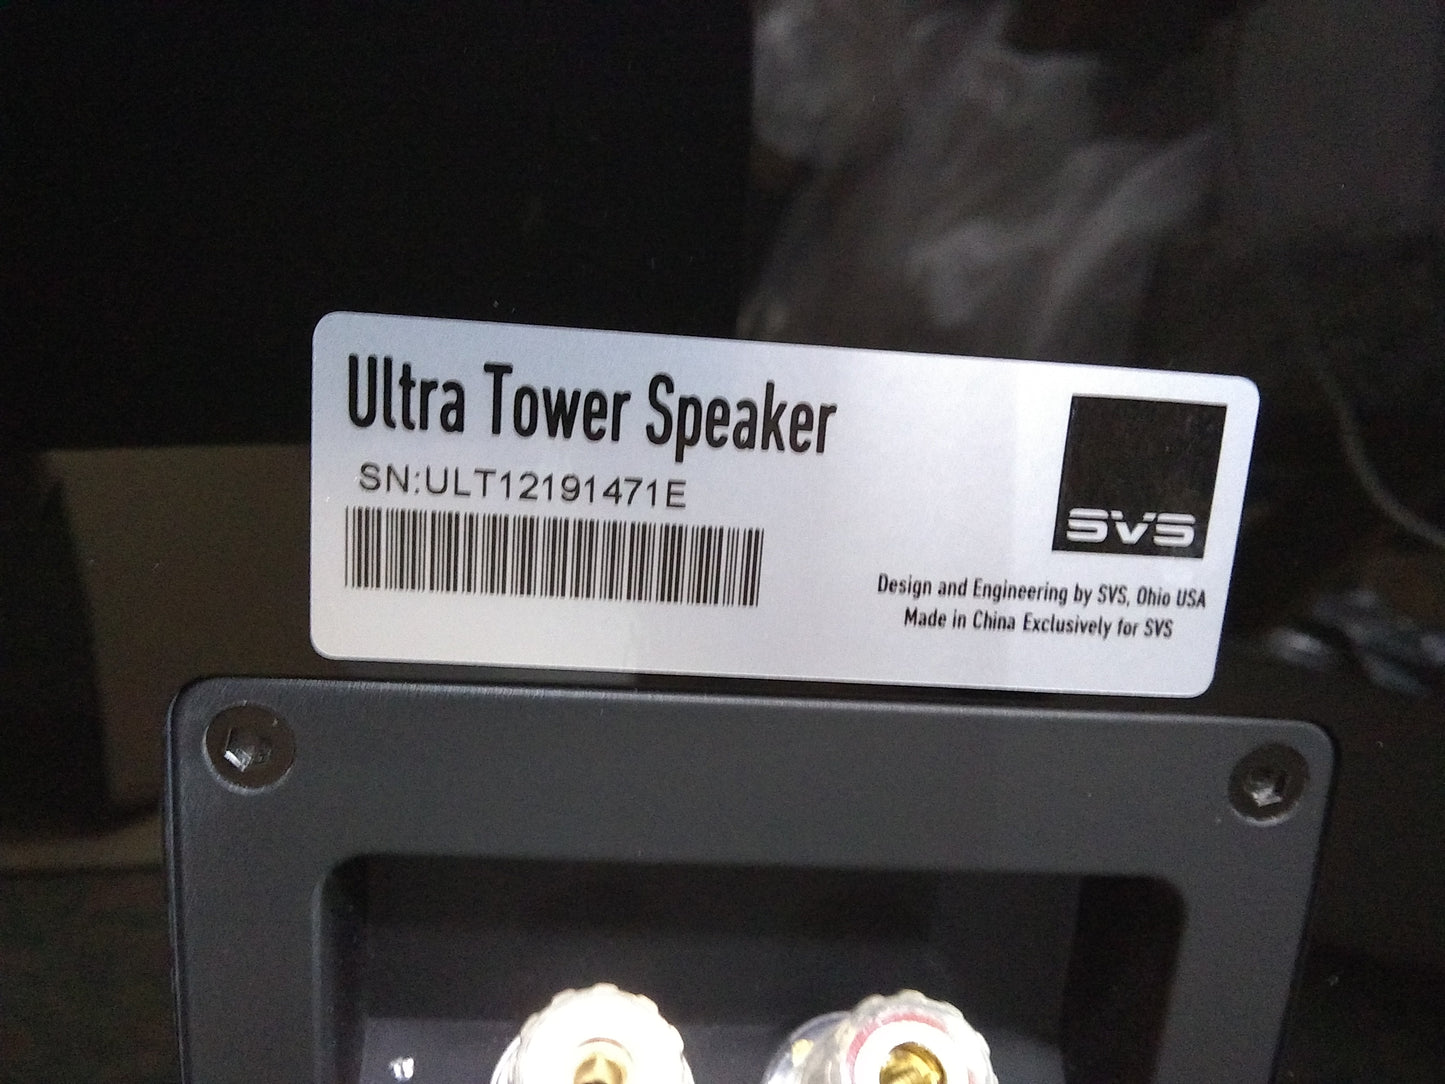 Ultra Tower Speaker
SN:ULT12191471E
SVS
Design and Engineering by SVS, Ohio USA
Made in China Exclusively for SVS